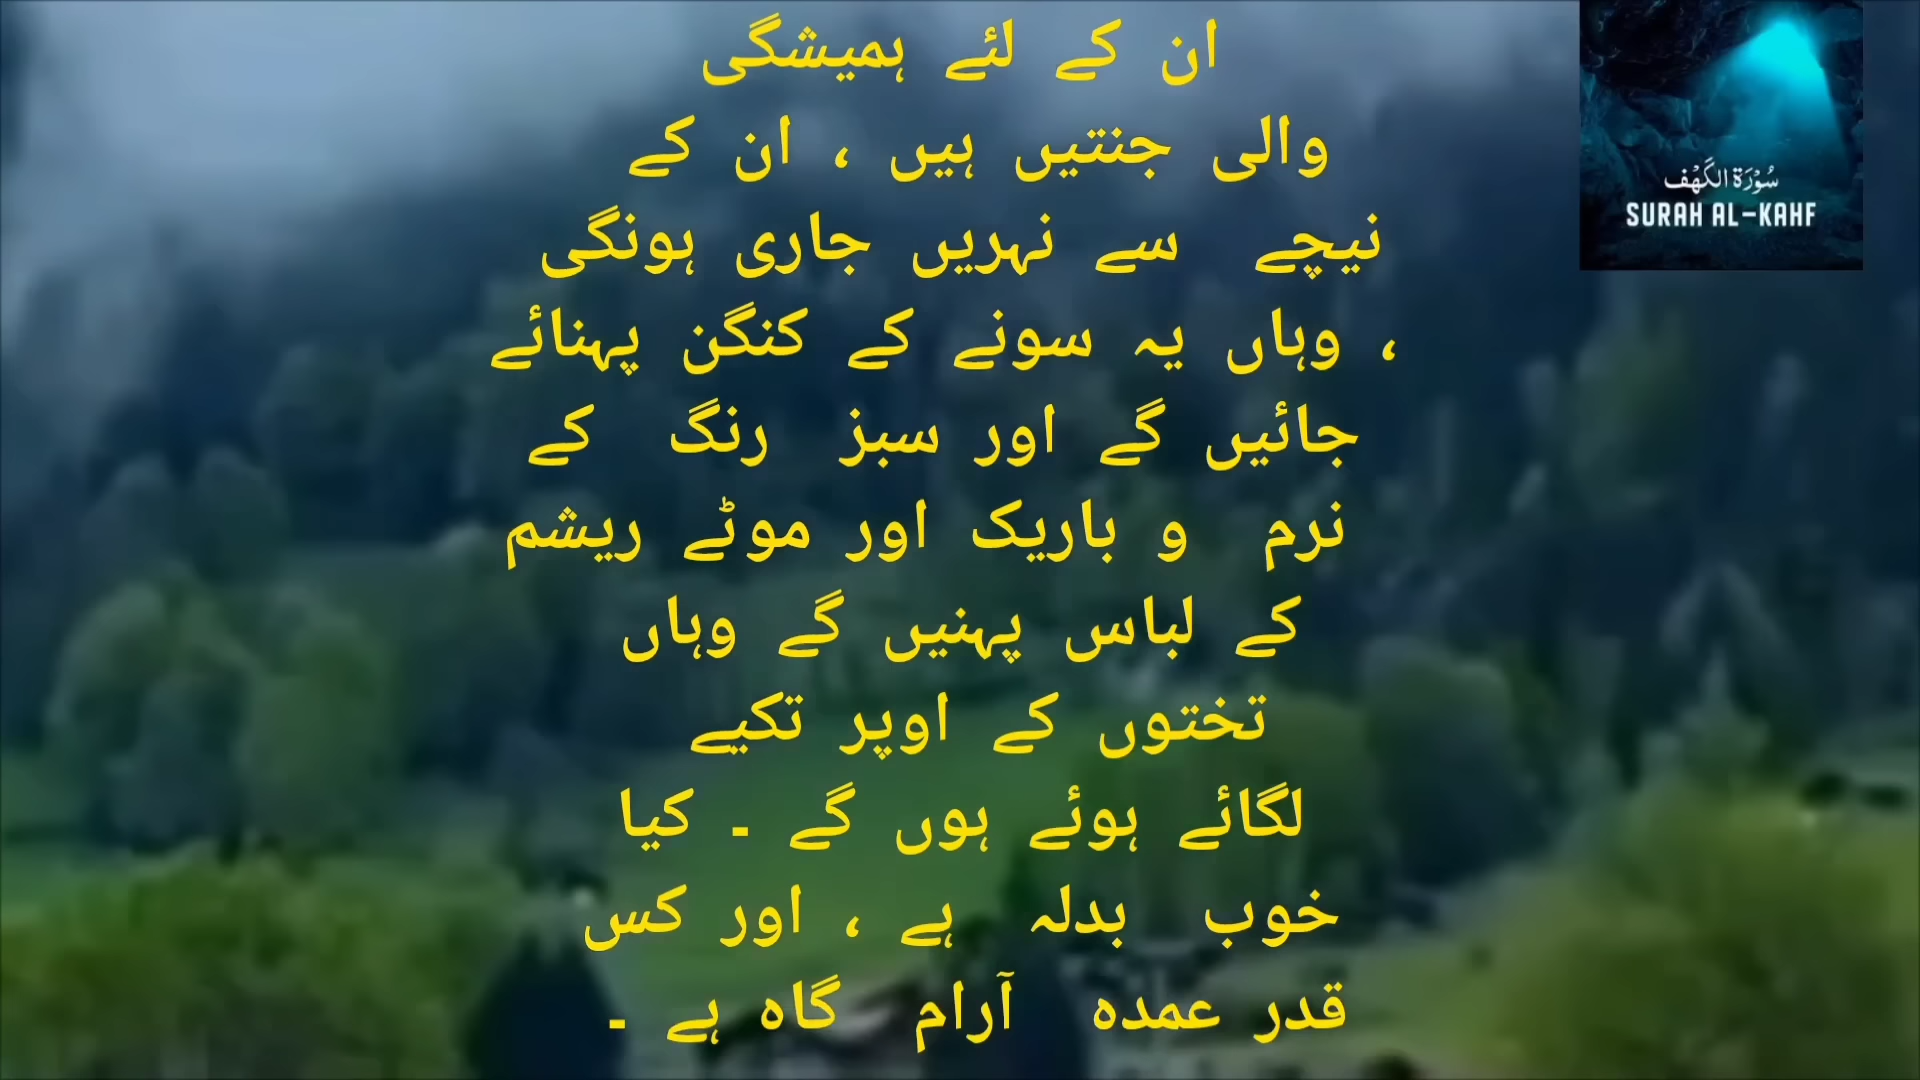 ان کے لئے ہمیشگی
والی جنتیں ہیں ، ان کے
نیچے سے نہریں جاری ہونگی
، وہاں یہ سونے کے کنگن پہنائے
جائیں گے اور سبز رنگ کے
نرم و باریک اور موٹے ریشم
کے لباس پہنیں گے وہاں
تختوں کے اوپر تکیے
لگائے ہوئے ہوں گے ۔ کیا
خوب بدلہ ہے ، اور کس
قدر عمدہ آرام گاہ ہے ۔
سُوْرَة الكَهْف
SURAH AL-KAHF